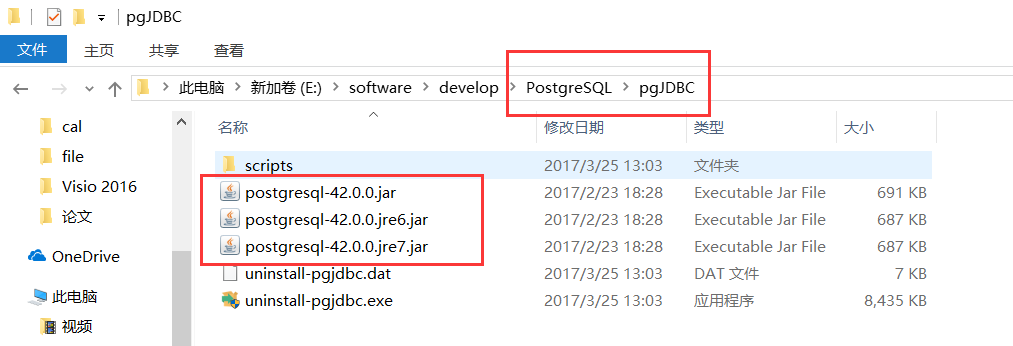 pgJDBC
文件 主页 共享 查看
此电脑 新加卷 (E:) software develop PostgreSQL pgJDBC
名称 修改日期 类型 大小
cal
file
Visio 2016
论文
OneDrive
此电脑
视频
scripts 2017/3/25 13:03 文件夹
postgresql-42.0.0.jar 2017/2/23 18:28 Executable Jar File 691 KB
postgresql-42.0.0.jre6.jar 2017/2/23 18:28 Executable Jar File 687 KB
postgresql-42.0.0.jre7.jar 2017/2/23 18:28 Executable Jar File 687 KB
uninstall-pgjdbc.dat 2017/3/25 13:03 DAT 文件 7 KB
uninstall-pgjdbc.exe 2017/3/25 13:03 应用程序 8,435 KB